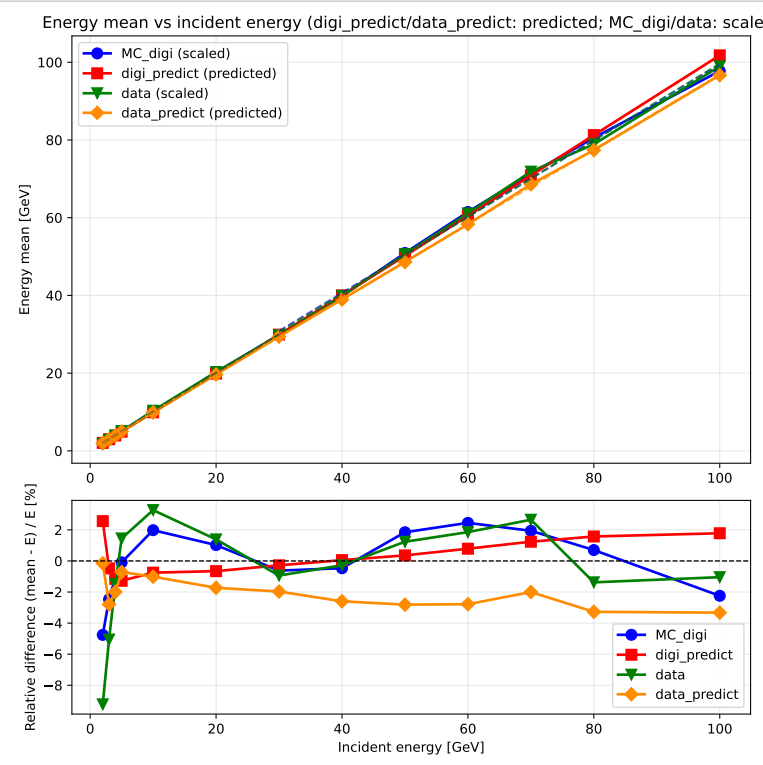 Energy mean vs incident energy (digi_predict/data_predict: predicted; MC_digi/data: scale
MC_digi (scaled)
digi_predict (predicted)
data (scaled)
data_predict (predicted)
Energy mean [GeV]
100
80
60
40
20
0
0 20 40 60 80 100
Relative difference (mean - E) / E [%]
2
0
−2
−4
−6
−8
MC_digi
digi_predict
data
data_predict
0 20 40 60 80 100
Incident energy [GeV]